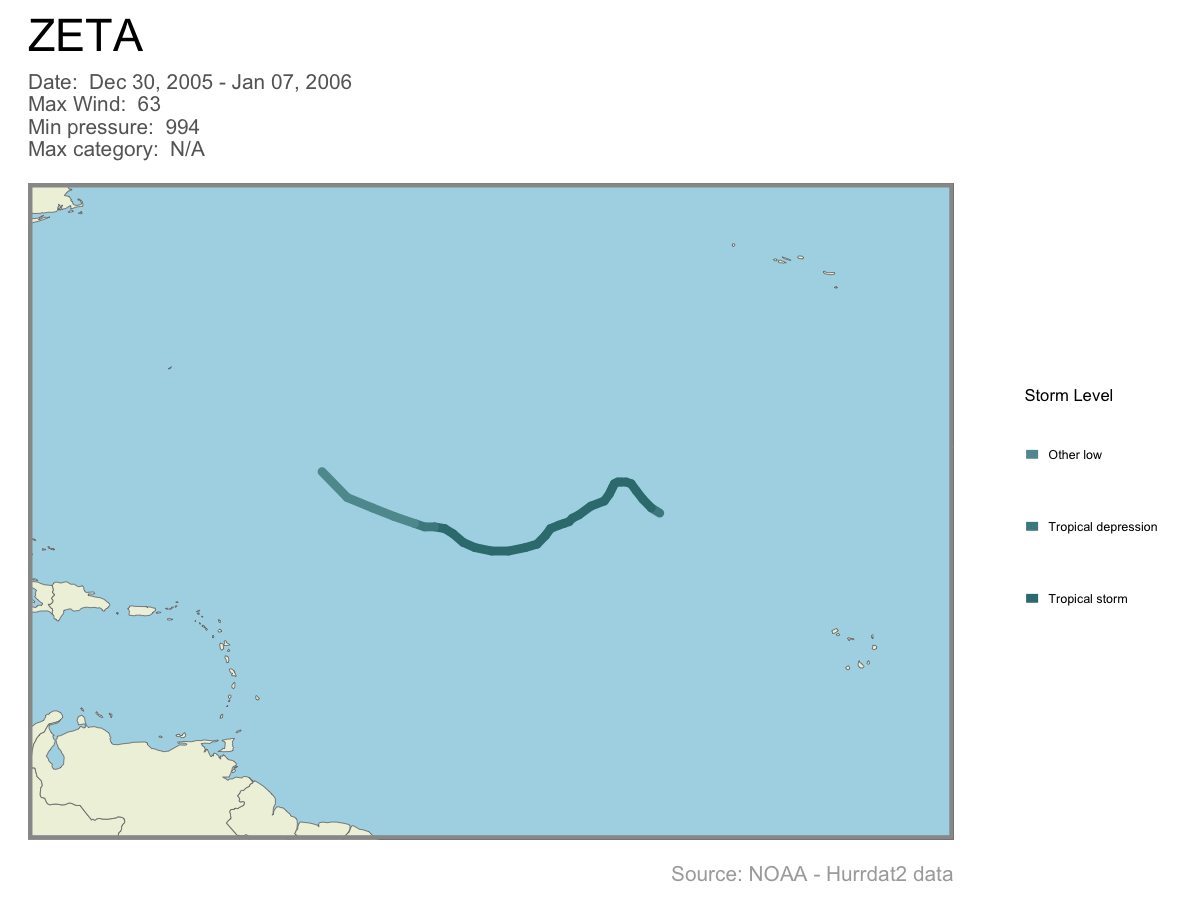 ZETA
Date:  Dec 30, 2005 - Jan 07, 2006
Max Wind:  63
Min pressure:  994
Max category:  N/A
Storm Level
Other low
Tropical depression
Tropical storm
Source: NOAA - Hurrdat2 data